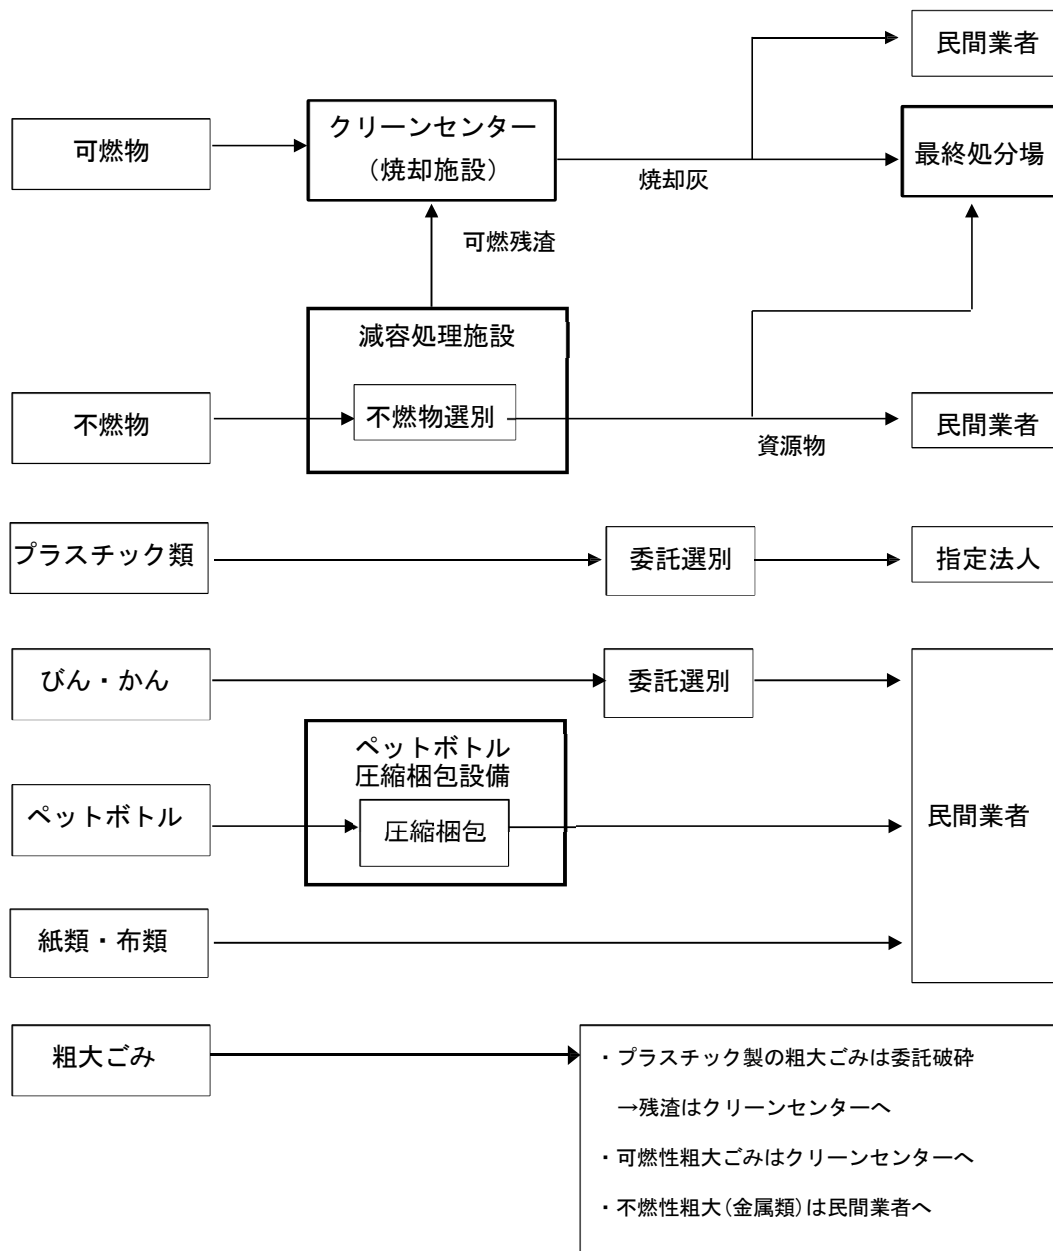 民間業者
可燃物
クリーンセンター
（焼却施設）
焼却灰
最終処分場
可燃残渣
減容処理施設
不燃物
不燃物選別
資源物
民間業者
プラスチック類
委託選別
指定法人
びん・かん
委託選別
ペットボトル
圧縮梱包設備
ペットボトル
圧縮梱包
民間業者
紙類・布類
粗大ごみ
・プラスチック製の粗大ごみは委託破砕
→残渣はクリーンセンターへ
・可燃性粗大ごみはクリーンセンターへ
・不燃性粗大(金属類)は民間業者へ